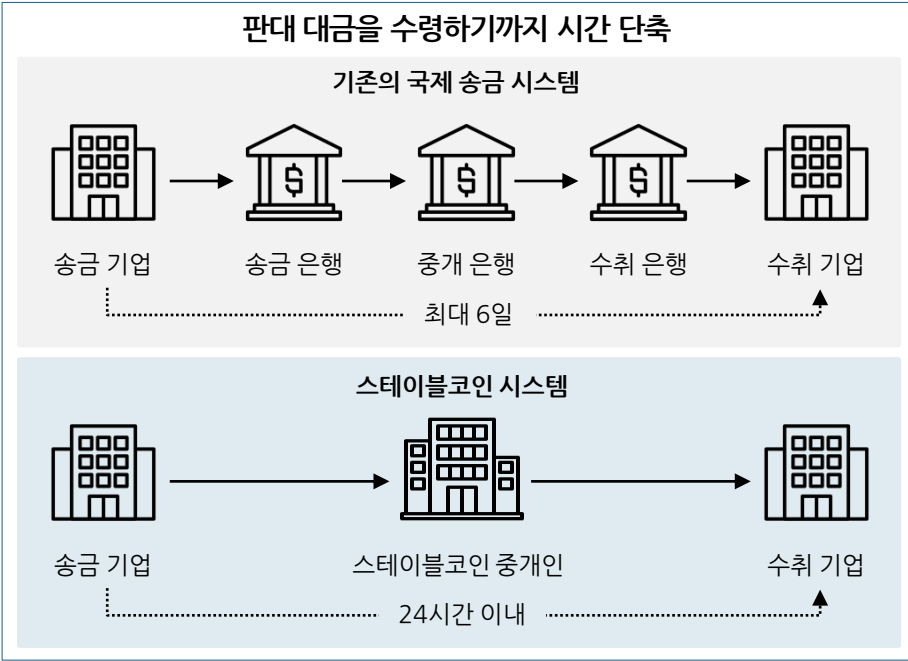 판대 대금을 수령하기까지 시간 단축
기존의 국제 송금 시스템
송금 기업 송금 은행 중개 은행 수취 은행 수취 기업
최대 6일
스테이블코인 시스템
송금 기업 스테이블코인 중개인 수취 기업
24시간 이내